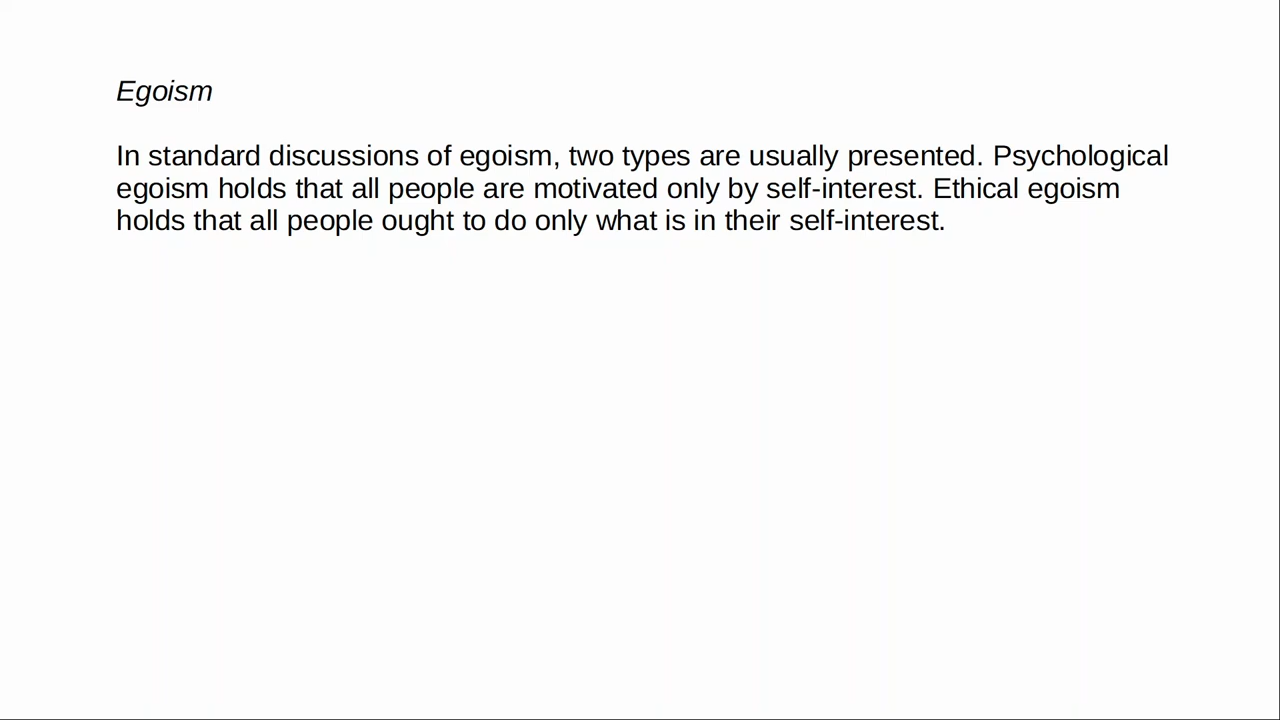 Egoism
In standard discussions of egoism, two types are usually presented. Psychological
egoism holds that all people are motivated only by self-interest. Ethical egoism
holds that all people ought to do only what is in their self-interest.